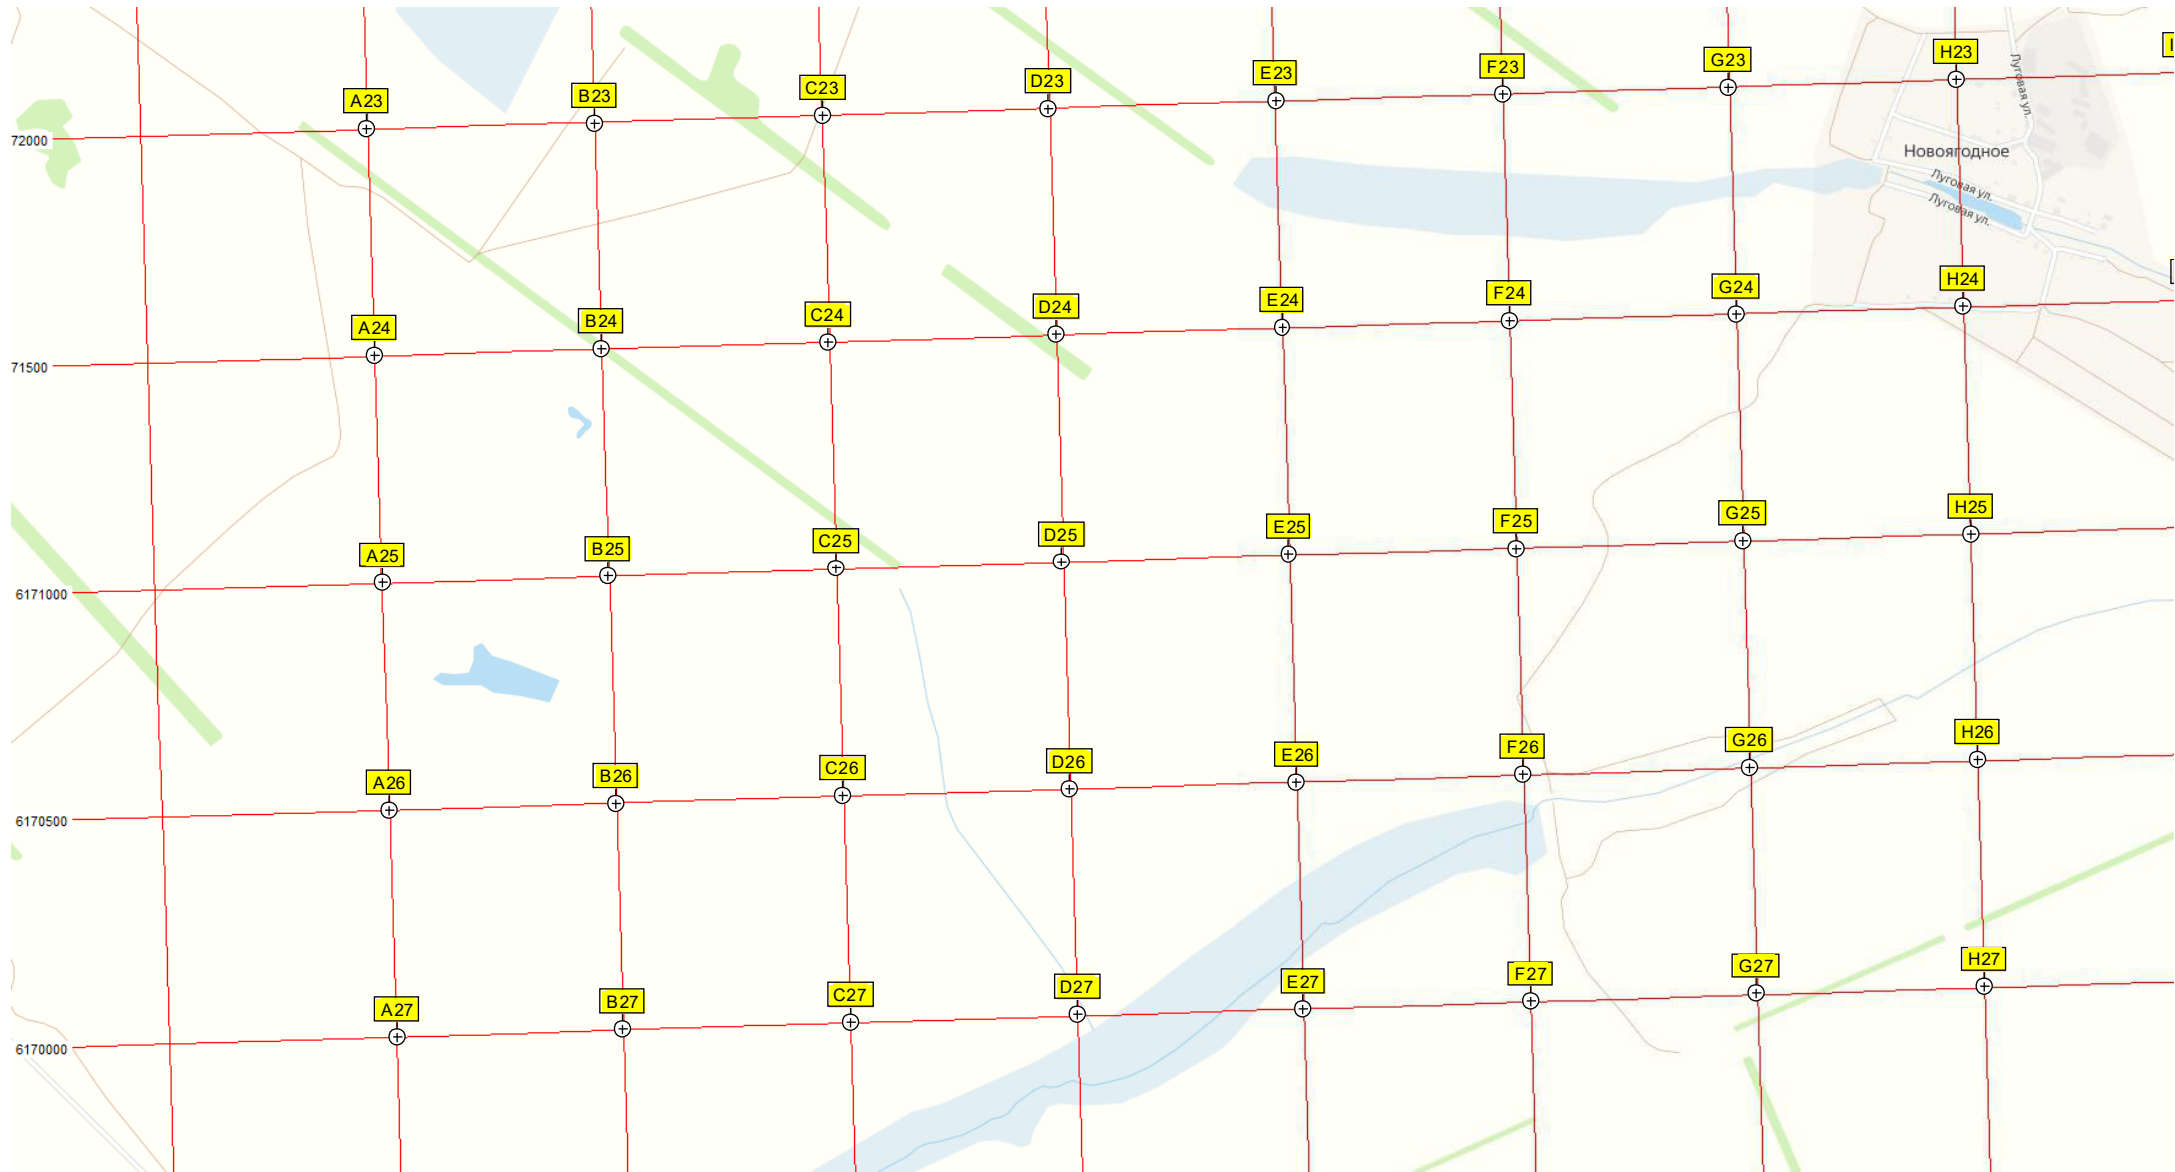 H23
G23
F23
E23
D23
C23
B23
A23
72000
Луговая ул.
Новоягодное
Луговая ул.
Луговая ул.
H24
G24
F24
E24
D24
C24
B24
A24
71500
H25
G25
F25
E25
D25
C25
B25
A25
6171000
H26
G26
F26
E26
D26
C26
B26
A26
6170500
H27
G27
F27
E27
D27
C27
B27
A27
6170000